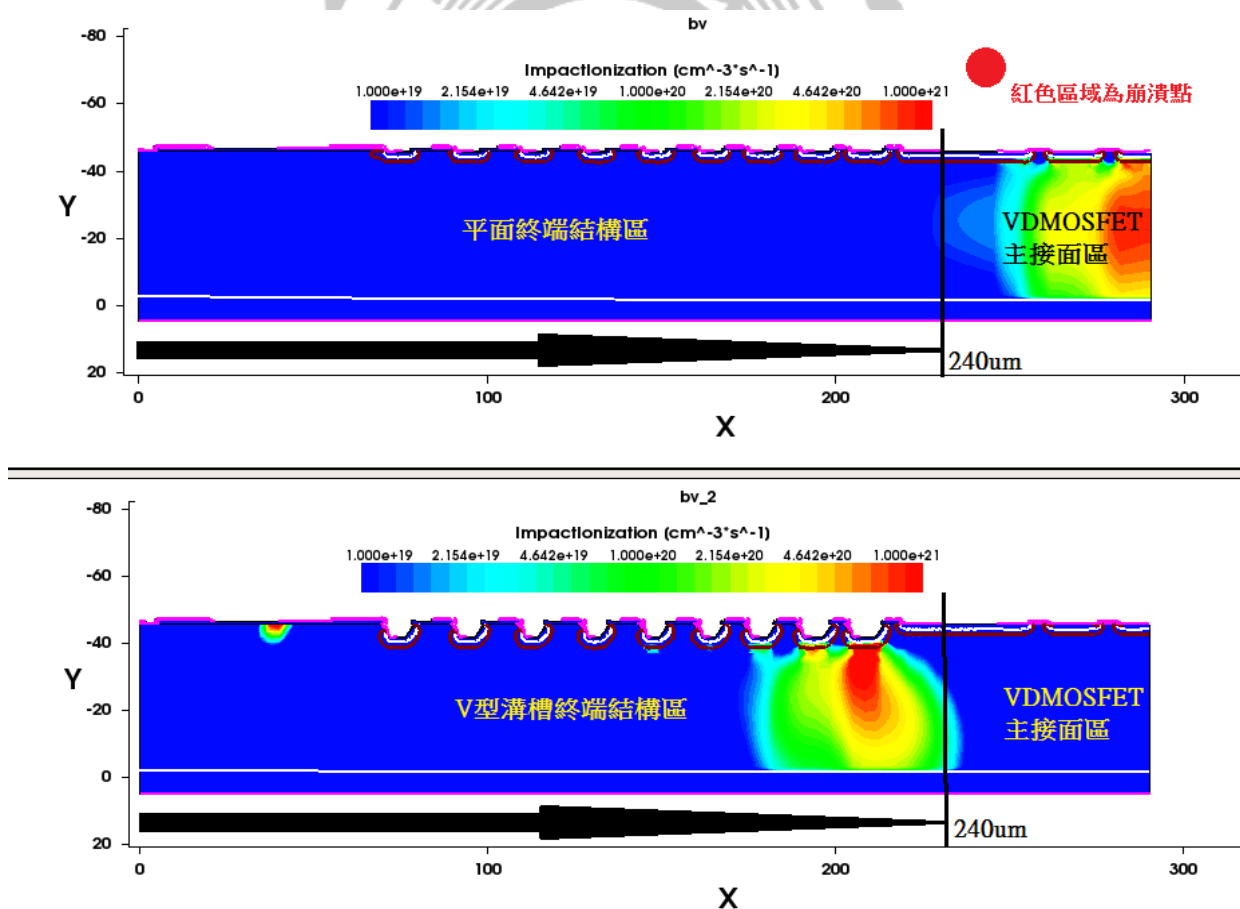 bv
-80
ImpactIonization (cm^-3*s^-1)
1.000e+19 2.154e+19 4.642e+19 1.000e+20 2.154e+20 4.642e+20 1.000e+21
紅色區域為崩潰點
-60
-40
Y
平面終端結構區
VDMOSFET
主接面區
-20
0
240um
20
0 100 200 300
X
bv_2
-80
ImpactIonization (cm^-3*s^-1)
1.000e+19 2.154e+19 4.642e+19 1.000e+20 2.154e+20 4.642e+20 1.000e+21
-60
-40
Y
V型溝槽終端結構區
VDMOSFET
主接面區
-20
0
240um
20
0 100 200 300
X